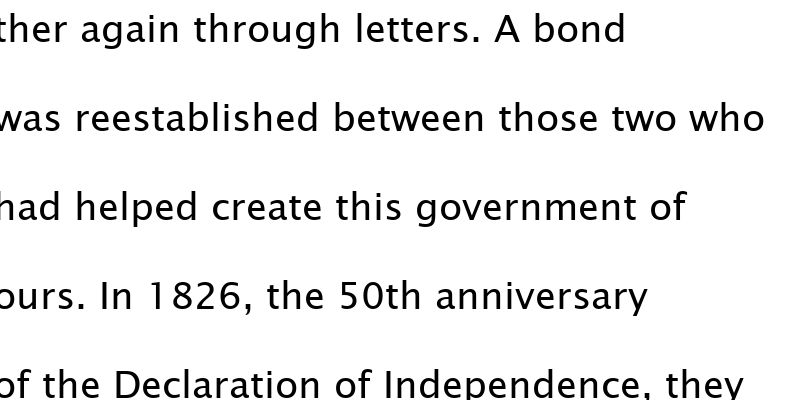 ther again through letters. A bond
was reestablished between those two who
had helped create this government of
ours. In 1826, the 50th anniversary
of the Declaration of Independence, they